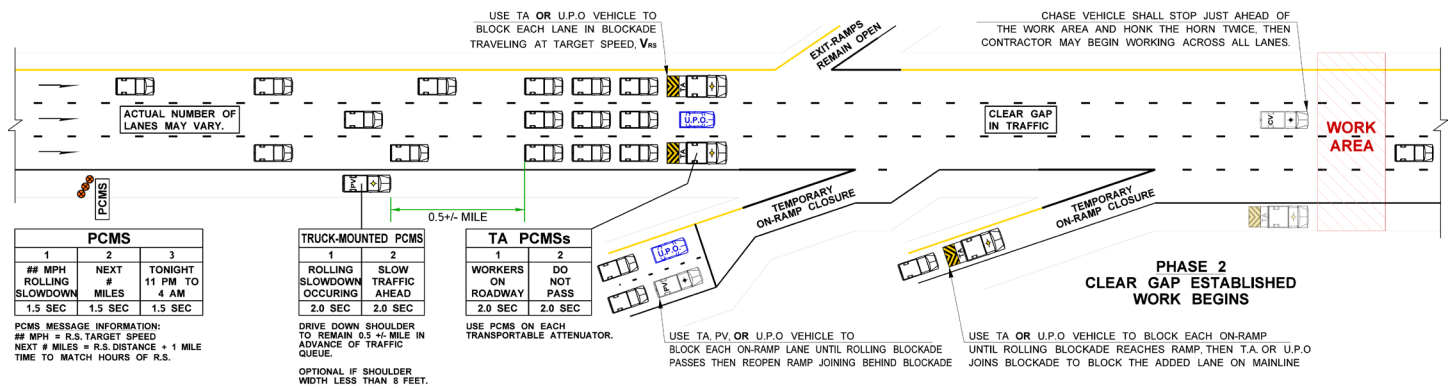 USE TA OR U.P.O VEHICLE TO
BLOCK EACH LANE IN BLOCKADE
TRAVELING AT TARGET SPEED, VRS
EXIT-RAMPS
REMAIN OPEN
CHASE VEHICLE SHALL STOP JUST AHEAD OF
THE WORK AREA AND HONK THE HORN TWICE, THEN
CONTRACTOR MAY BEGIN WORKING ACROSS ALL LANES.
ACTUAL NUMBER OF
LANES MAY VARY.
TA
U.P.O.
TA
CLEAR GAP
IN TRAFFIC
CV
WORK
AREA
PCMS
PPV
0.5+/- MILE
TEMPORARY
ON-RAMP CLOSURE
TEMPORARY
ON-RAMP CLOSURE
TA
PCMS
1 2 3
## MPH
ROLLING
SLOWDOWN
NEXT
#
MILES
TONIGHT
11 PM TO
4 AM
1.5 SEC 1.5 SEC 1.5 SEC
PCMS MESSAGE INFORMATION:
## MPH = R.S. TARGET SPEED
NEXT # MILES = R.S. DISTANCE + 1 MILE
TIME TO MATCH HOURS OF R.S.
TRUCK-MOUNTED PCMS
1 2
ROLLING
SLOWDOWN
OCCURING
SLOW
TRAFFIC
AHEAD
2.0 SEC 2.0 SEC
DRIVE DOWN SHOULDER
TO REMAIN 0.5 +/- MILE IN
ADVANCE OF TRAFFIC
QUEUE.
OPTIONAL IF SHOULDER
WIDTH LESS THAN 8 FEET.
TA PCMSs
1 2
WORKERS
ON
ROADWAY
DO
NOT
PASS
2.0 SEC 2.0 SEC
USE PCMS ON EACH
TRANSPORTABLE ATTENUATOR.
U.P.O.
PV
USE TA, PV, OR U.P.O VEHICLE TO
BLOCK EACH ON-RAMP LANE UNTIL ROLLING BLOCKADE
PASSES THEN REOPEN RAMP JOINING BEHIND BLOCKADE
TA
PHASE 2
CLEAR GAP ESTABLISHED
WORK BEGINS
USE TA OR U.P.O VEHICLE TO BLOCK EACH ON-RAMP
UNTIL ROLLING BLOCKADE REACHES RAMP, THEN T.A. OR U.P.O
JOINS BLOCKADE TO BLOCK THE ADDED LANE ON MAINLINE